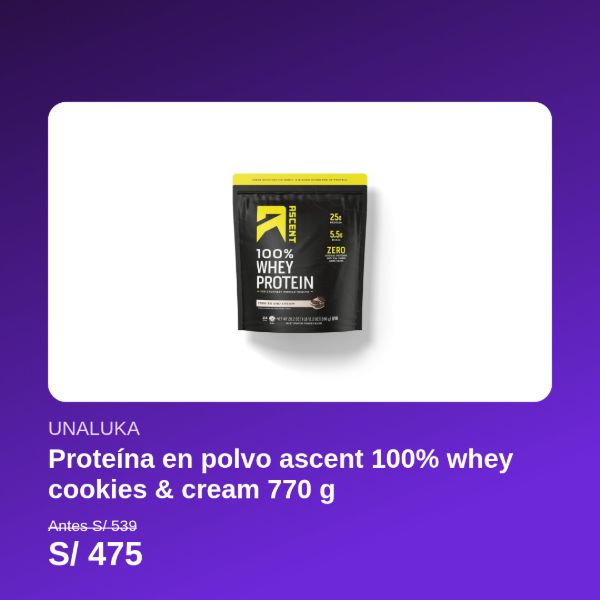 ASCENT
25g
5.5g
ZERO
100%
WHEY
PROTEIN
UNALUKA
Proteína en polvo ascent 100% whey
cookies & cream 770 g
Antes S/ 539
S/ 475